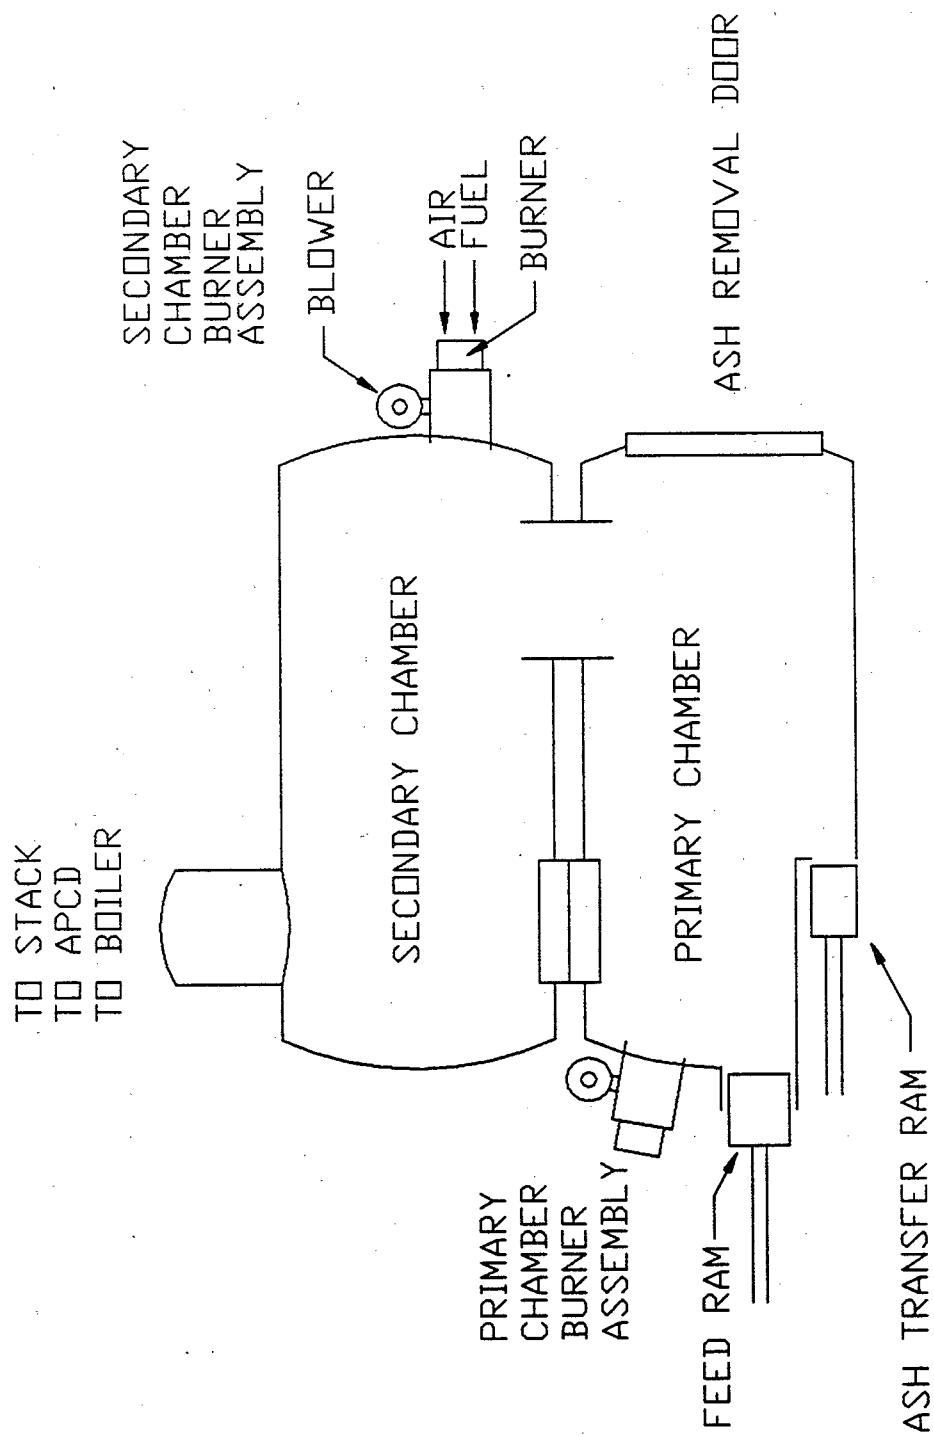 TO STACK
TO APCD
TO BOILER
SECONDARY
CHAMBER
BURNER
ASSEMBLY
BLOWER
AIR
FUEL
BURNER
SECONDARY CHAMBER
PRIMARY
CHAMBER
BURNER
ASSEMBLY
PRIMARY CHAMBER
ASH REMOVAL DOOR
FEED RAM
ASH TRANSFER RAM